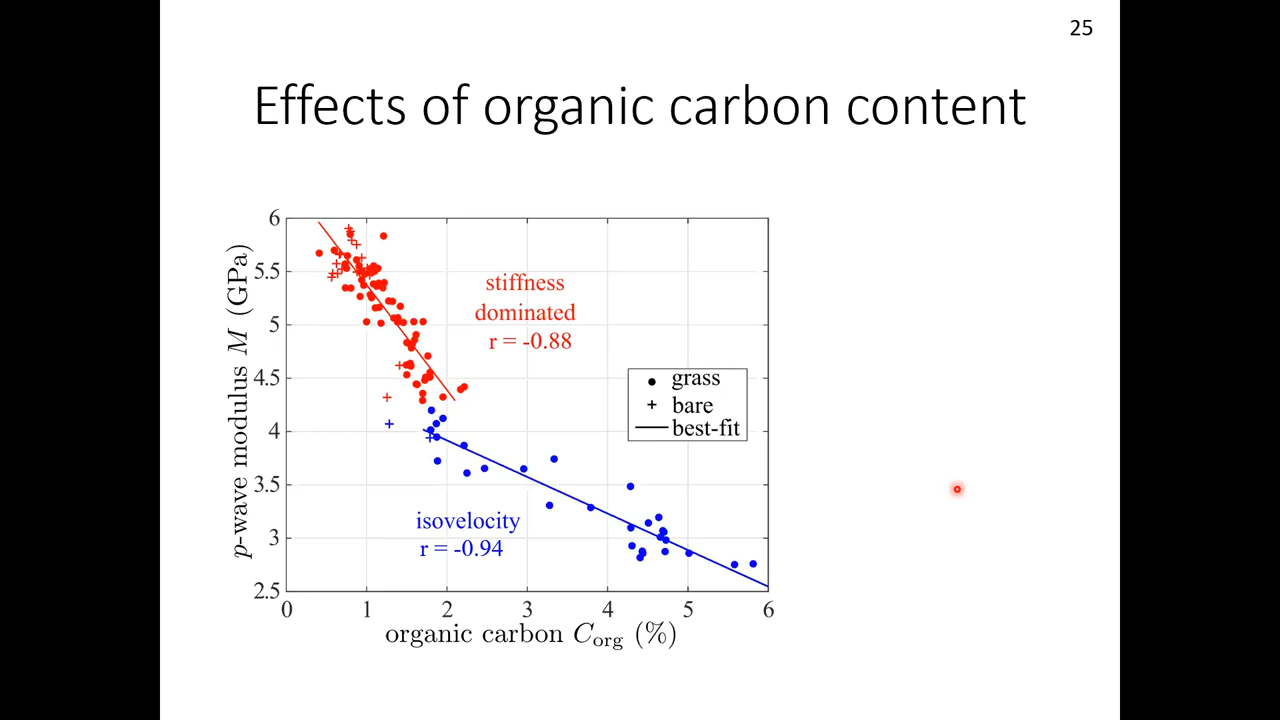 25
Effects of organic carbon content
6
5.5
5
4.5
4
3.5
3
2.5
p-wave modulus M (GPa)
stiffness
dominated
r = -0.88
grass
bare
best-fit
isovelocity
r = -0.94
0 1 2 3 4 5 6
organic carbon Corg (%)